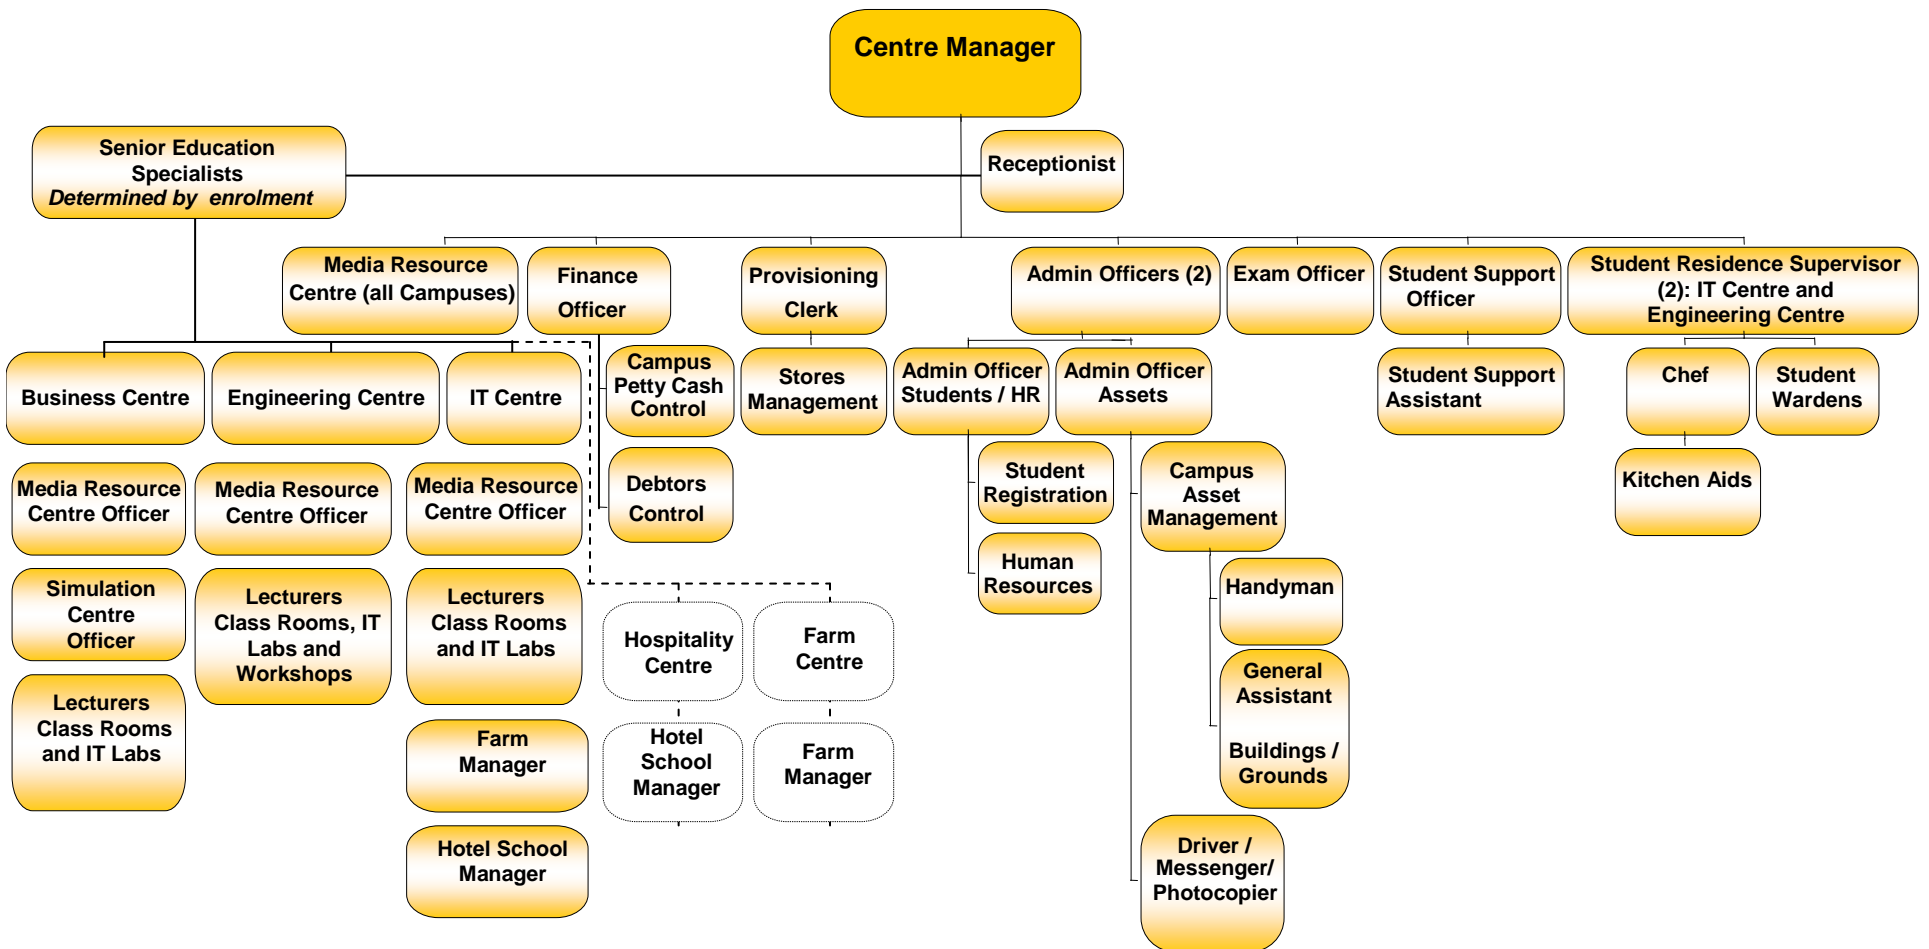 Centre Manager
Senior Education
Specialists
Determined by enrolment
Receptionist
Media Resource
Centre (all Campuses)
Finance
Officer
Provisioning
Clerk
Admin Officers (2)
Exam Officer
Student Support
Officer
Student Residence Supervisor
(2): IT Centre and
Engineering Centre
Business Centre
Engineering Centre
IT Centre
Campus
Petty Cash
Control
Stores
Management
Admin Officer
Students / HR
Admin Officer
Assets
Student Support
Assistant
Chef
Student
Wardens
Media Resource
Centre Officer
Media Resource
Centre Officer
Media Resource
Centre Officer
Debtors
Control
Student
Registration
Campus
Asset
Management
Kitchen Aids
Simulation
Centre
Officer
Lecturers
Class Rooms, IT
Labs and
Workshops
Lecturers
Class Rooms
and IT Labs
Hospitality
Centre
Farm
Centre
Human
Resources
Handyman
Lecturers
Class Rooms
and IT Labs
Farm
Manager
Hotel
School
Manager
Farm
Manager
General
Assistant
Buildings /
Grounds
Hotel School
Manager
Driver /
Messenger/
Photocopier